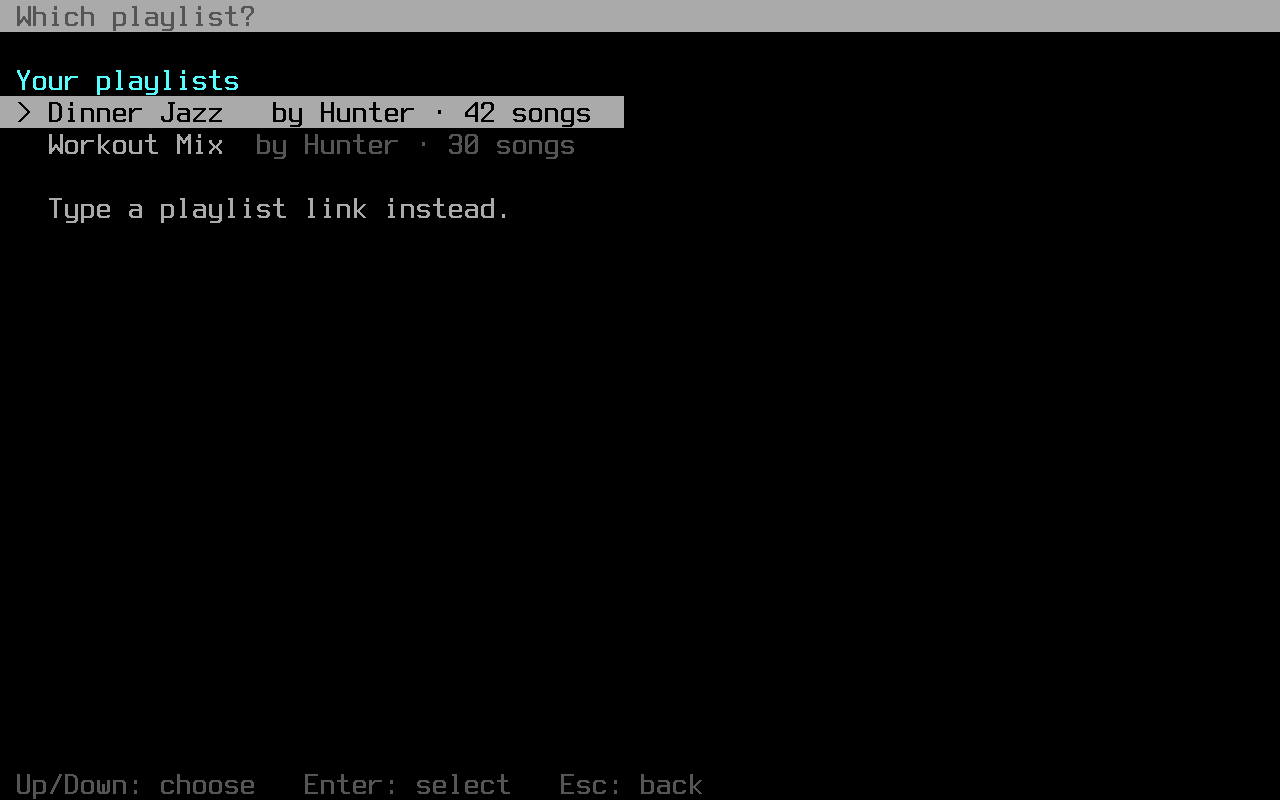 Which playlist?
Your playlists
> Dinner Jazz   by Hunter · 42 songs
Workout Mix  by Hunter · 30 songs
Type a playlist link instead.
Up/Down: choose   Enter: select   Esc: back